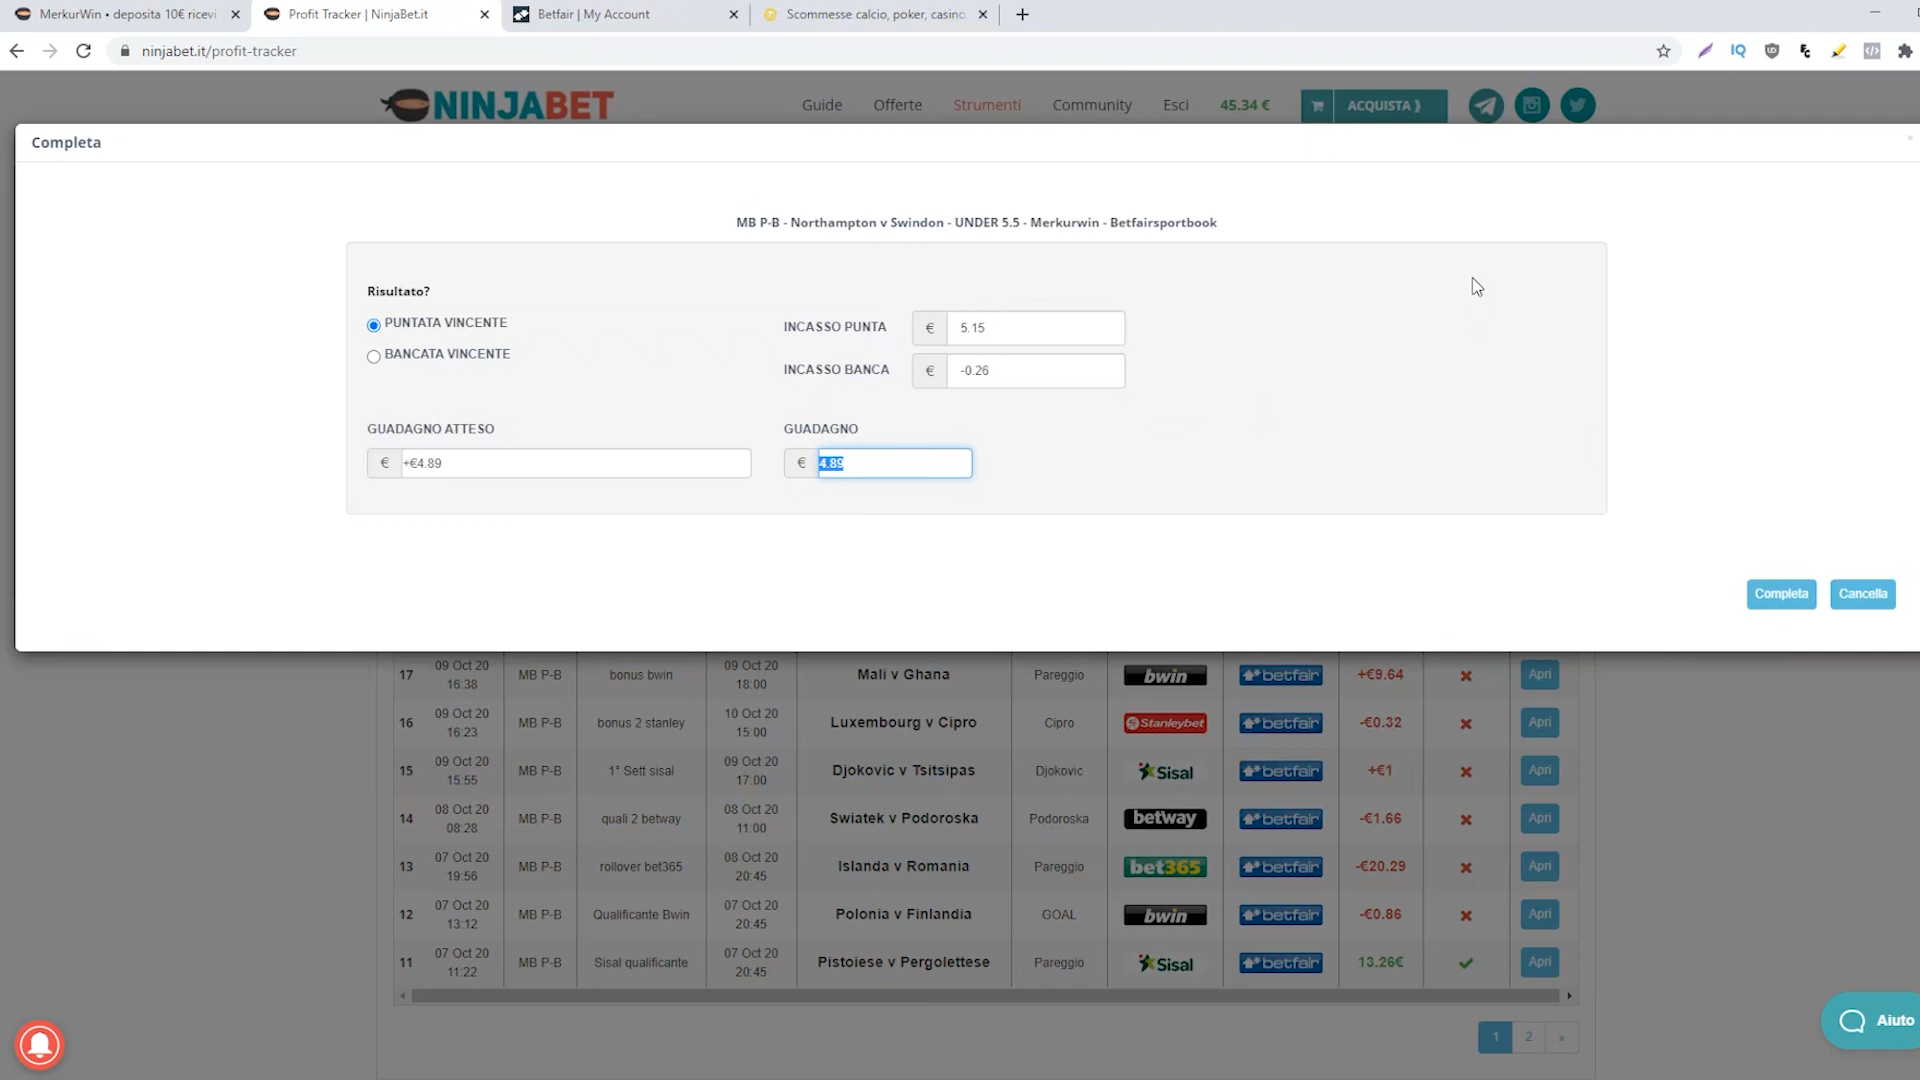 MerkurWin • deposita 10€ ricevi
Profit Tracker | NinjaBet.it
Betfair | My Account
Scommesse calcio, poker, casino
ninjabet.it/profit-tracker
NINJABET
Guide
Offerte
Strumenti
Community
Esci
45.34 €
ACQUISTA }
Completa
MB P-B - Northampton v Swindon - UNDER 5.5 - Merkurwin - Betfairsportbook
Risultato?
PUNTATA VINCENTE
BANCATA VINCENTE
INCASSO PUNTA € 5.15
INCASSO BANCA € -0.26
GUADAGNO ATTESO
€ +€4.89
GUADAGNO
€ 4.89
Completa
Cancella
17 09 Oct 20 16:38 MB P-B bonus bwin 09 Oct 20 18:00 Mali v Ghana Pareggio bwin betfair +€9.64 Apri
16 09 Oct 20 16:23 MB P-B bonus 2 stanley 10 Oct 20 15:00 Luxembourg v Cipro Cipro Stanleybet betfair -€0.32 Apri
15 09 Oct 20 15:55 MB P-B 1° Sett sisal 09 Oct 20 17:00 Djokovic v Tsitsipas Djokovic Sisal betfair +€1 Apri
14 08 Oct 20 08:28 MB P-B quali 2 betway 08 Oct 20 11:00 Swiatek v Podoroska Podoroska betway betfair -€1.66 Apri
13 07 Oct 20 19:56 MB P-B rollover bet365 08 Oct 20 20:45 Islanda v Romania Pareggio bet365 betfair -€20.29 Apri
12 07 Oct 20 13:12 MB P-B Qualificante Bwin 07 Oct 20 20:45 Polonia v Finlandia GOAL bwin betfair -€0.86 Apri
11 07 Oct 20 11:22 MB P-B Sisal qualificante 07 Oct 20 20:45 Pistoiese v Pergolettese Pareggio Sisal betfair 13.26€ Apri
1 2 »
Aiuto